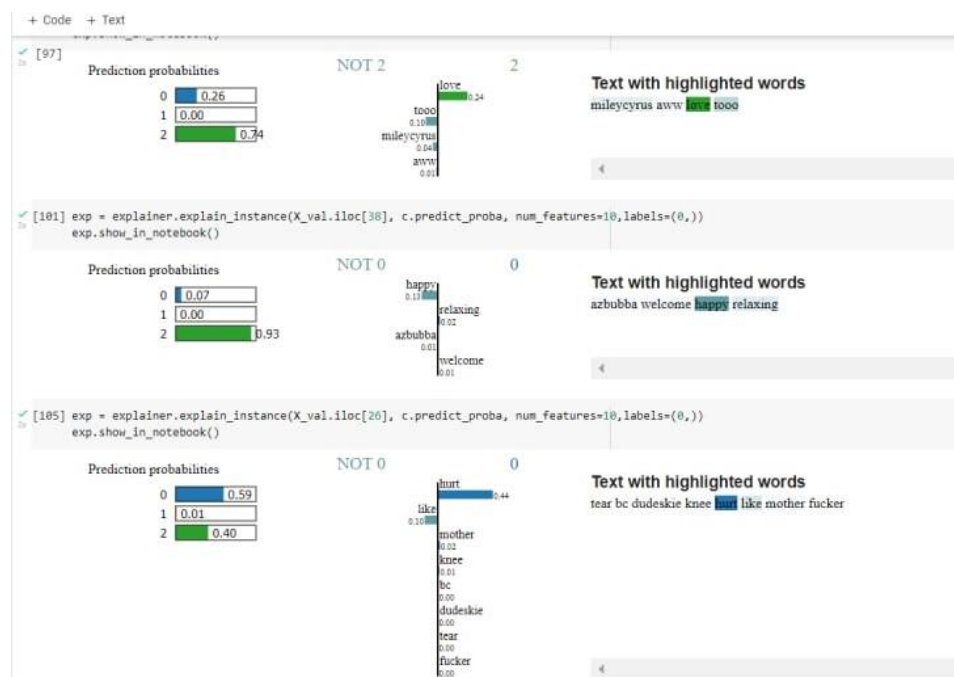 + Code + Text
exp.show_in_notebook()
[97]
Prediction probabilities
0 0.26
1 0.00
2 0.74
NOT 2 2
love
0.24
tooo
0.10
mileycyrus
0.04
aww
0.01
Text with highlighted words
mileycyrus aww love tooo
[101] exp = explainer.explain_instance(X_val.iloc[38], c.predict_proba, num_features=10,labels=(0,))
exp.show_in_notebook()
Prediction probabilities
0 0.07
1 0.00
2 0.93
NOT 0 0
happy
0.13
relaxing
0.02
azbubba
0.01
welcome
0.01
Text with highlighted words
azbubba welcome happy relaxing
[105] exp = explainer.explain_instance(X_val.iloc[26], c.predict_proba, num_features=10,labels=(0,))
exp.show_in_notebook()
Prediction probabilities
0 0.59
1 0.01
2 0.40
NOT 0 0
hurt
0.44
like
0.10
mother
0.02
knee
0.01
bc
0.00
dudeskie
0.00
tear
0.00
fucker
0.00
Text with highlighted words
tear bc dudeskie knee hurt like mother fucker